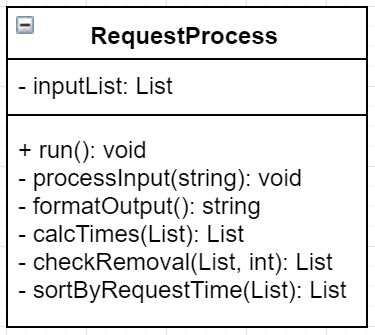 RequestProcess
- inputList: List
+ run(): void
- processInput(string): void
- formatOutput(): string
- calcTimes(List): List
- checkRemoval(List, int): List
- sortByRequestTime(List): List